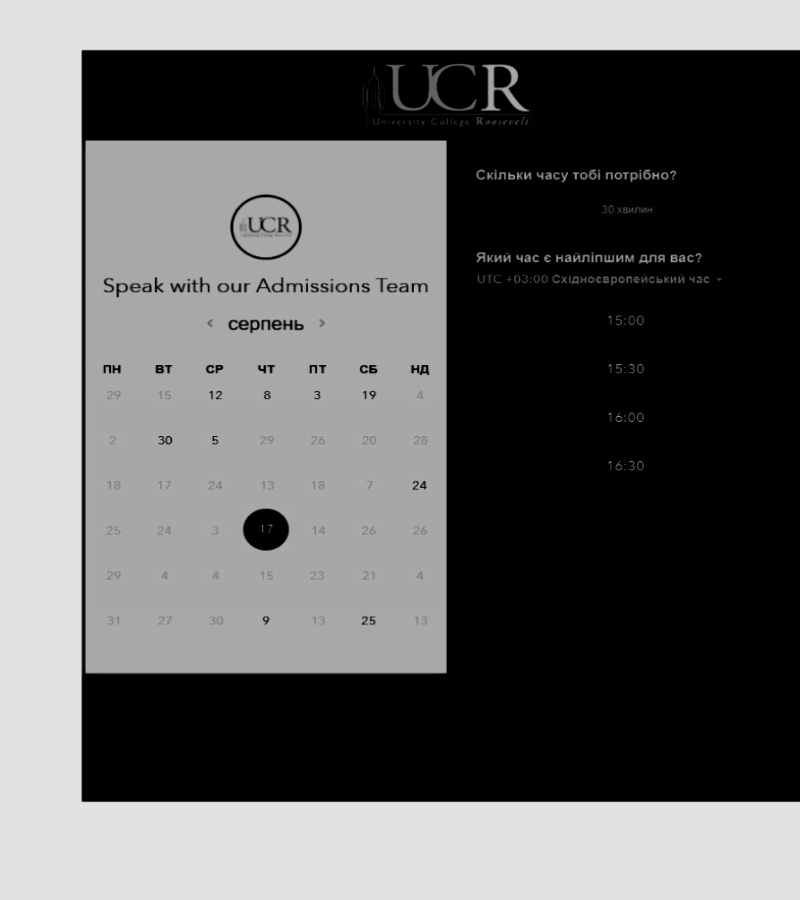 UCR
University College Roosevelt
UCR
Speak with our Admissions Team
< серпень >
ПН ВТ СР ЧТ ПТ СБ НД
29 15 12 8 3 19 4
2 30 5 29 26 20 28
18 17 24 13 18 7 24
25 24 3 17 14 26 26
29 4 4 15 23 21 4
31 27 30 9 13 25 13
Скільки часу тобі потрібно?
30 хвилин
Який час є найліпшим для вас?
UTC +03:00 Східноєвропейський час
15:00
15:30
16:00
16:30